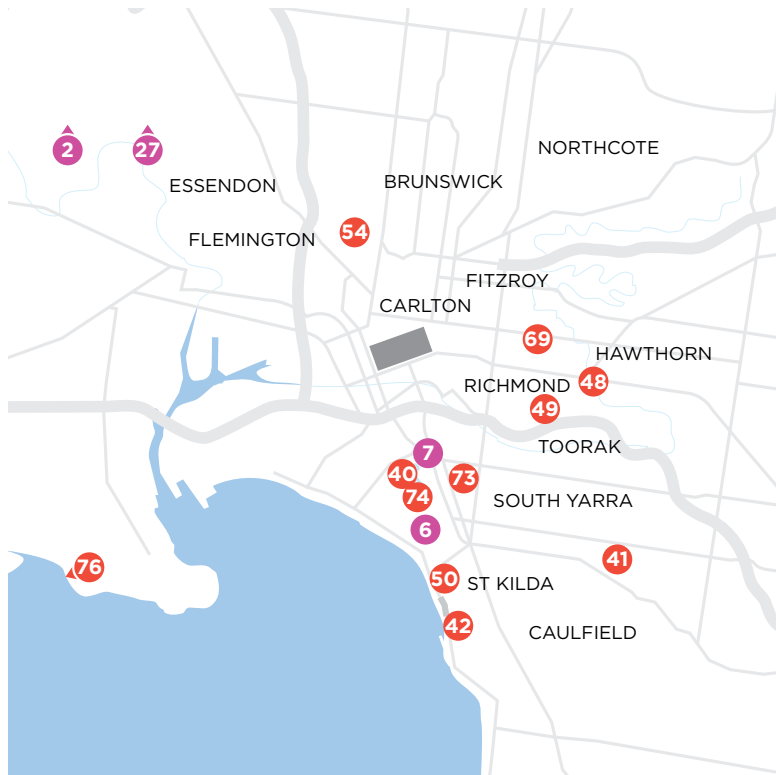 NORTHCOTE
2
27
BRUNSWICK
ESSENDON
54
FLEMINGTON
FITZROY
CARLTON
69
HAWTHORN
48
RICHMOND
49
TOORAK
7
40
73
74
SOUTH YARRA
6
41
76
50
ST KILDA
42
CAULFIELD